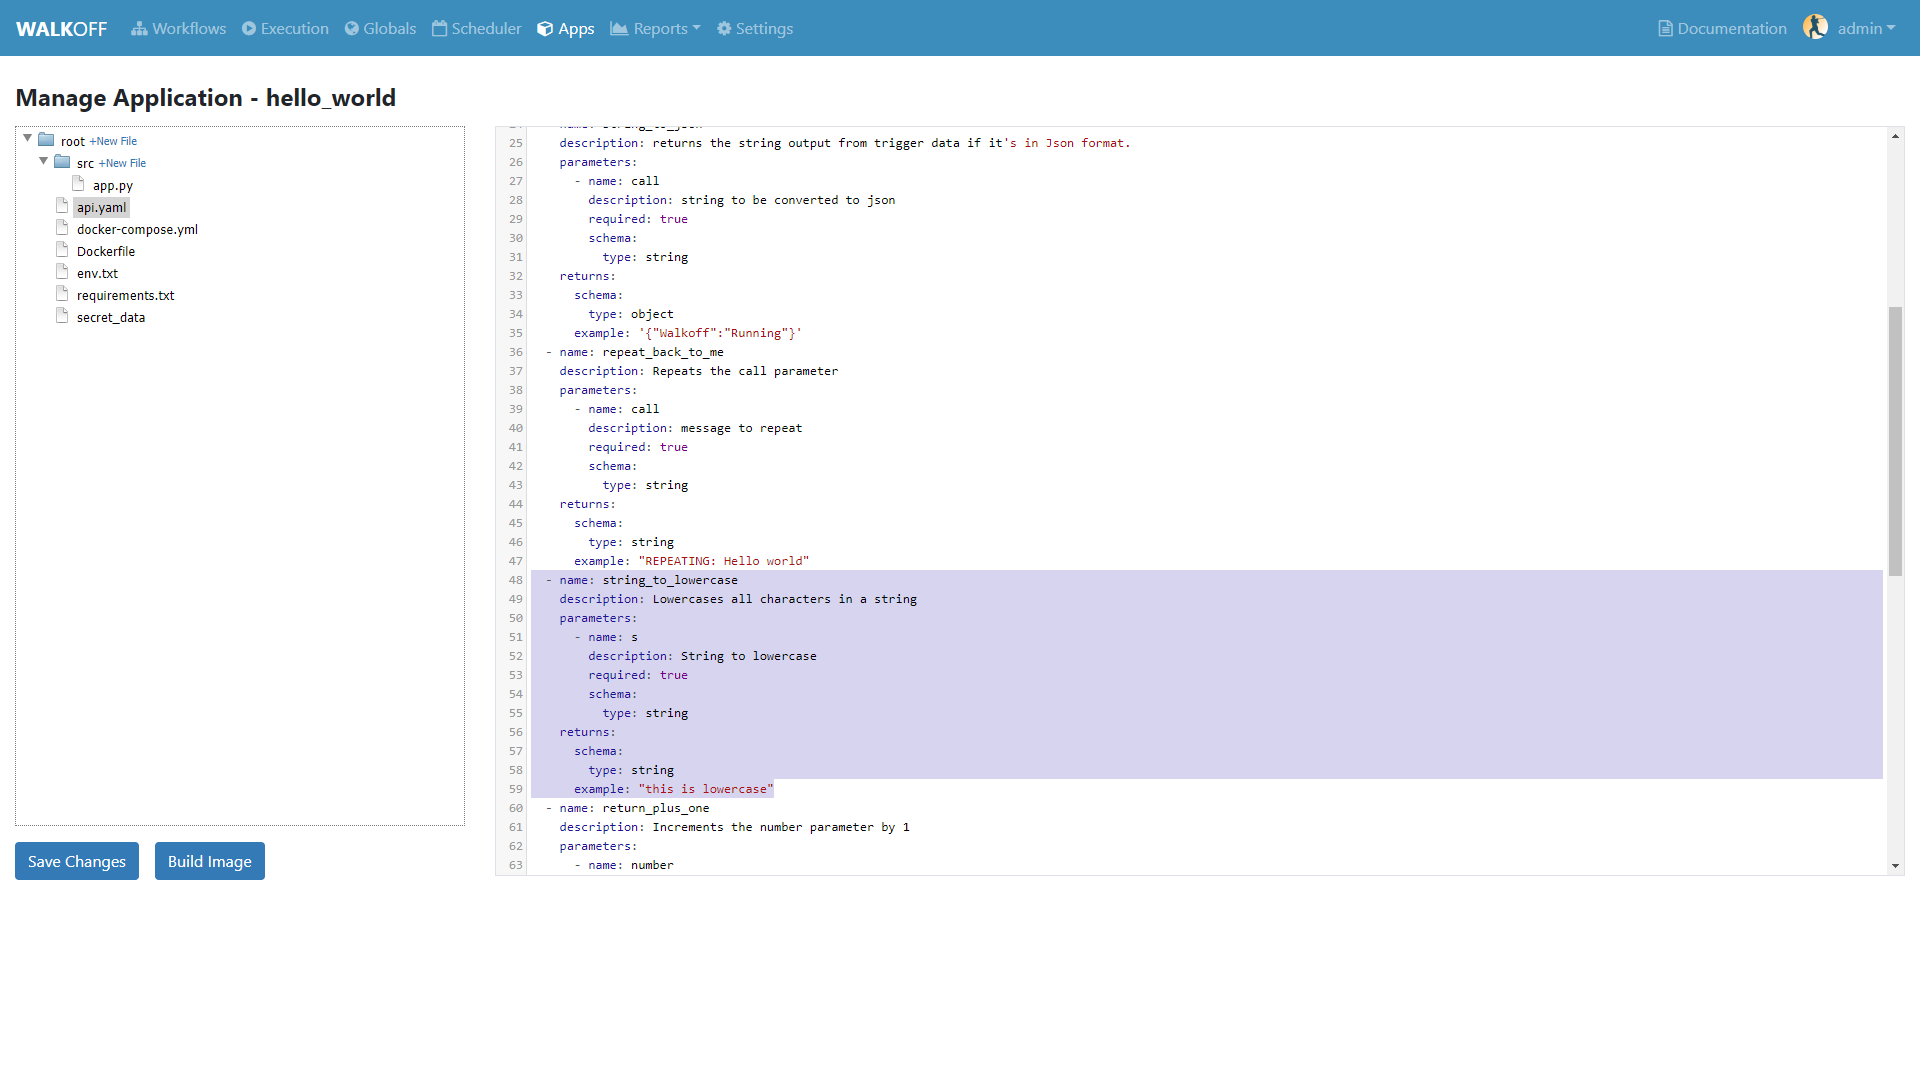 WALKOFF Workflows Execution Globals Scheduler Apps Reports Settings Documentation admin
Manage Application - hello_world
root +New File
src +New File
app.py
api.yaml
docker-compose.yml
Dockerfile
env.txt
requirements.txt
secret_data
Save Changes Build Image
24 - name: string_to_json
25 description: returns the string output from trigger data if it's in Json format.
26 parameters:
27 - name: call
28 description: string to be converted to json
29 required: true
30 schema:
31 type: string
32 returns:
33 schema:
34 type: object
35 example: '{"Walkoff":"Running"}'
36 - name: repeat_back_to_me
37 description: Repeats the call parameter
38 parameters:
39 - name: call
40 description: message to repeat
41 required: true
42 schema:
43 type: string
44 returns:
45 schema:
46 type: string
47 example: "REPEATING: Hello world"
48 - name: string_to_lowercase
49 description: Lowercases all characters in a string
50 parameters:
51 - name: s
52 description: String to lowercase
53 required: true
54 schema:
55 type: string
56 returns:
57 schema:
58 type: string
59 example: "this is lowercase"
60 - name: return_plus_one
61 description: Increments the number parameter by 1
62 parameters:
63 - name: number